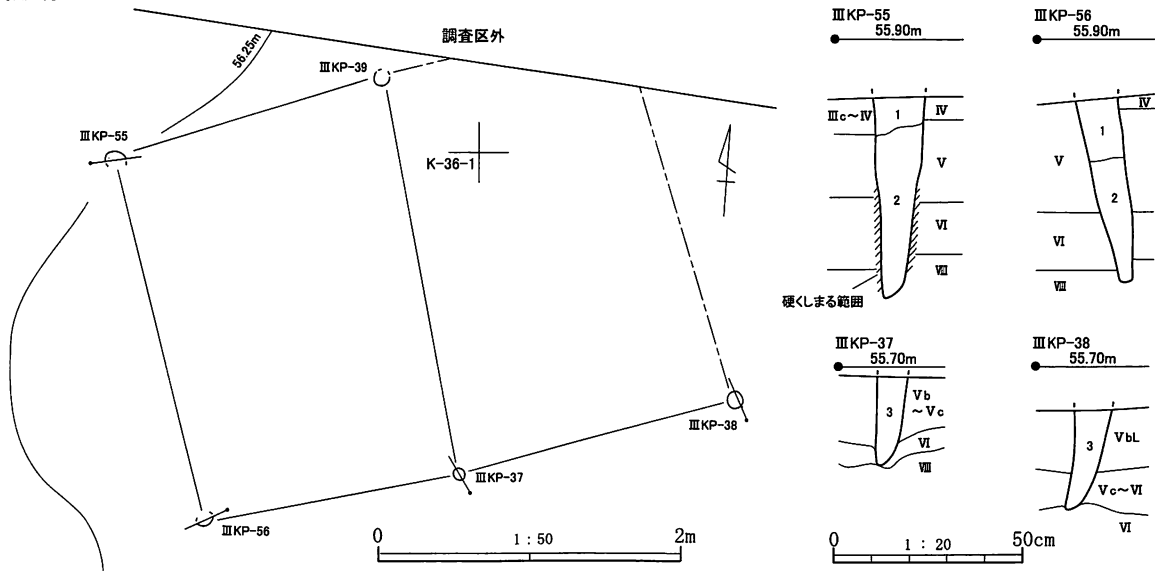 調査区外
56.25m
ⅢKP-39
ⅢKP-55
K-36-1
ⅢKP-38
ⅢKP-37
ⅢKP-56
0 1:50 2m
ⅢKP-55
55.90m
Ⅲc~Ⅳ
1
Ⅳ
Ⅴ
2
Ⅵ
Ⅷ
硬くしまる範囲
ⅢKP-56
55.90m
Ⅳ
1
Ⅴ
2
Ⅵ
Ⅷ
ⅢKP-37
55.70m
3
Ⅴb
~Ⅴc
Ⅵ
Ⅷ
ⅢKP-38
55.70m
3
ⅤbL
Ⅴc~Ⅵ
Ⅵ
0 1:20 50cm